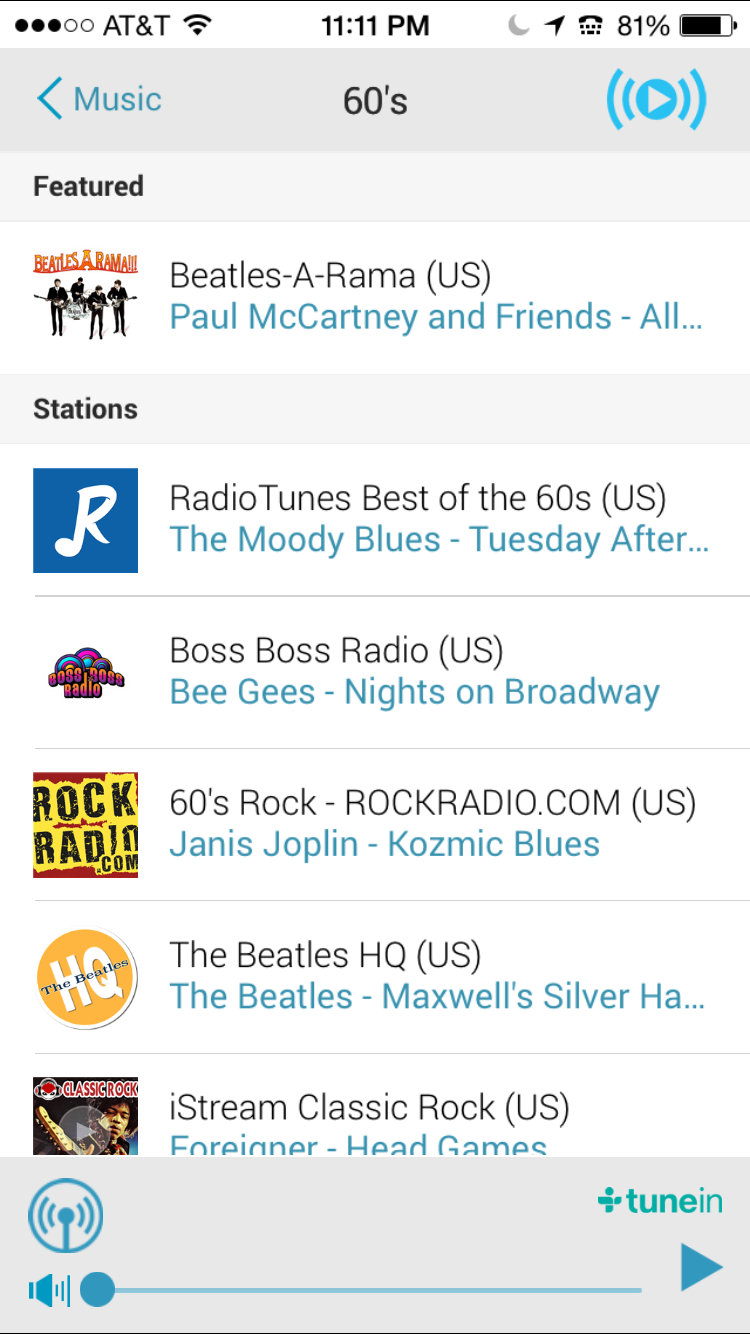 AT&T 11:11 PM 81%
Music 60's
Featured
BEATLES A RAMA!!!
Beatles-A-Rama (US)
Paul McCartney and Friends - All...
Stations
R
RadioTunes Best of the 60s (US)
The Moody Blues - Tuesday After...
BOSS BOSS
Radio
Boss Boss Radio (US)
Bee Gees - Nights on Broadway
ROCK
RADIO
.COM
60's Rock - ROCKRADIO.COM (US)
Janis Joplin - Kozmic Blues
HQ
The Beatles
The Beatles HQ (US)
The Beatles - Maxwell's Silver Ha...
CLASSIC ROCK
iStream Classic Rock (US)
Foreigner - Head Games
tunein